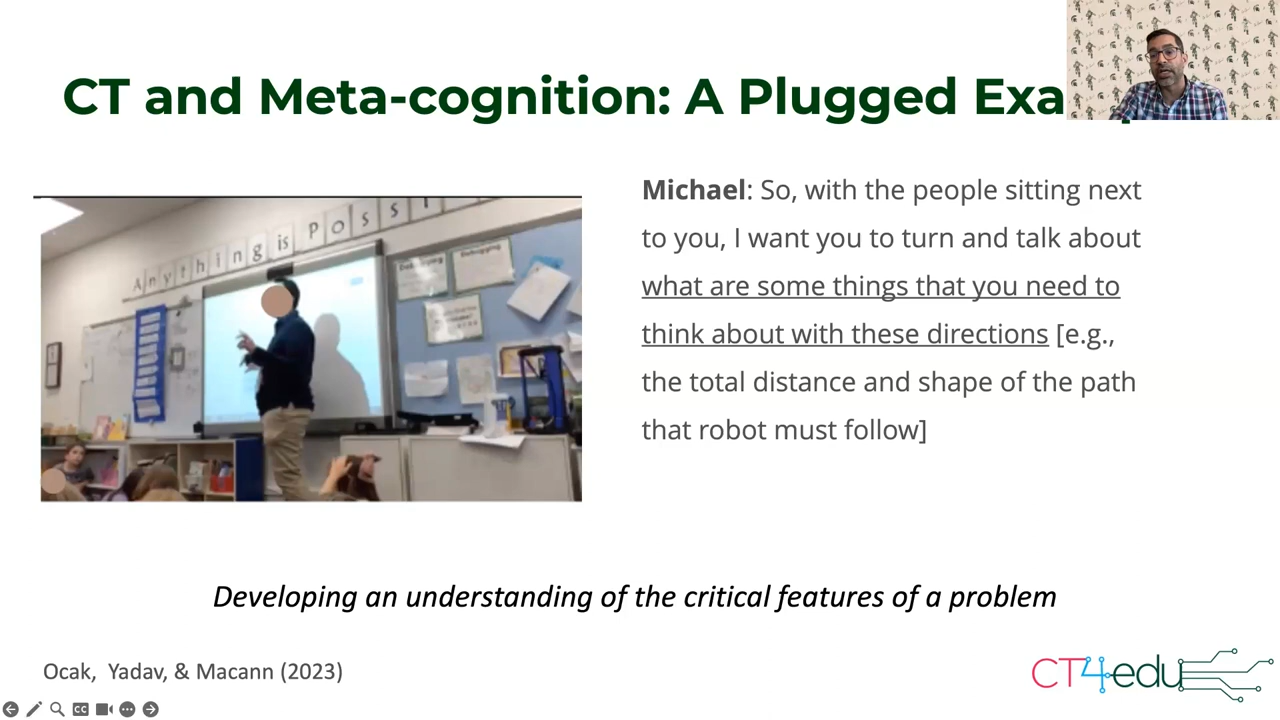 CT and Meta-cognition: A Plugged Exa
Anything is Possi
Debugging
Michael: So, with the people sitting next
to you, I want you to turn and talk about
what are some things that you need to
think about with these directions [e.g.,
the total distance and shape of the path
that robot must follow]
Developing an understanding of the critical features of a problem
Ocak, Yadav, & Macann (2023)
CT4edu
CC